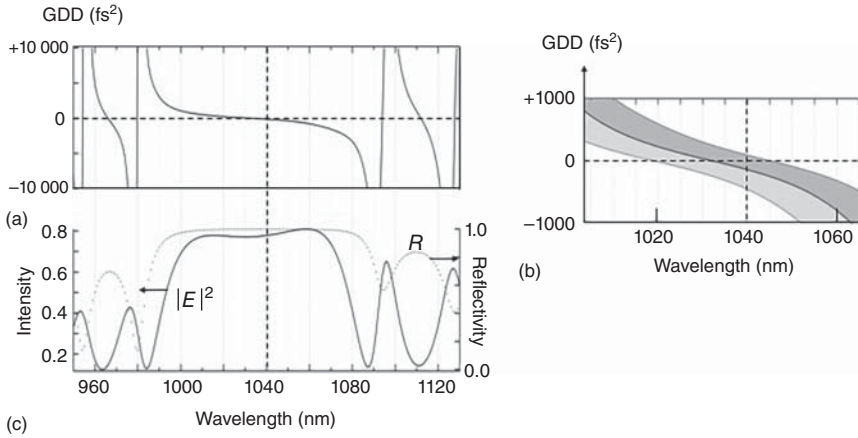 GDD (fs²)
+10 000
0
−10 000
(a)
0.8
0.6
0.4
0.2
Intensity
|E|²
R
1.0
0.0
Reflectivity
960 1000 1040 1080 1120
Wavelength (nm)
(c)
GDD (fs²)
+1000
0
−1000
1020 1040 1060
Wavelength (nm)
(b)